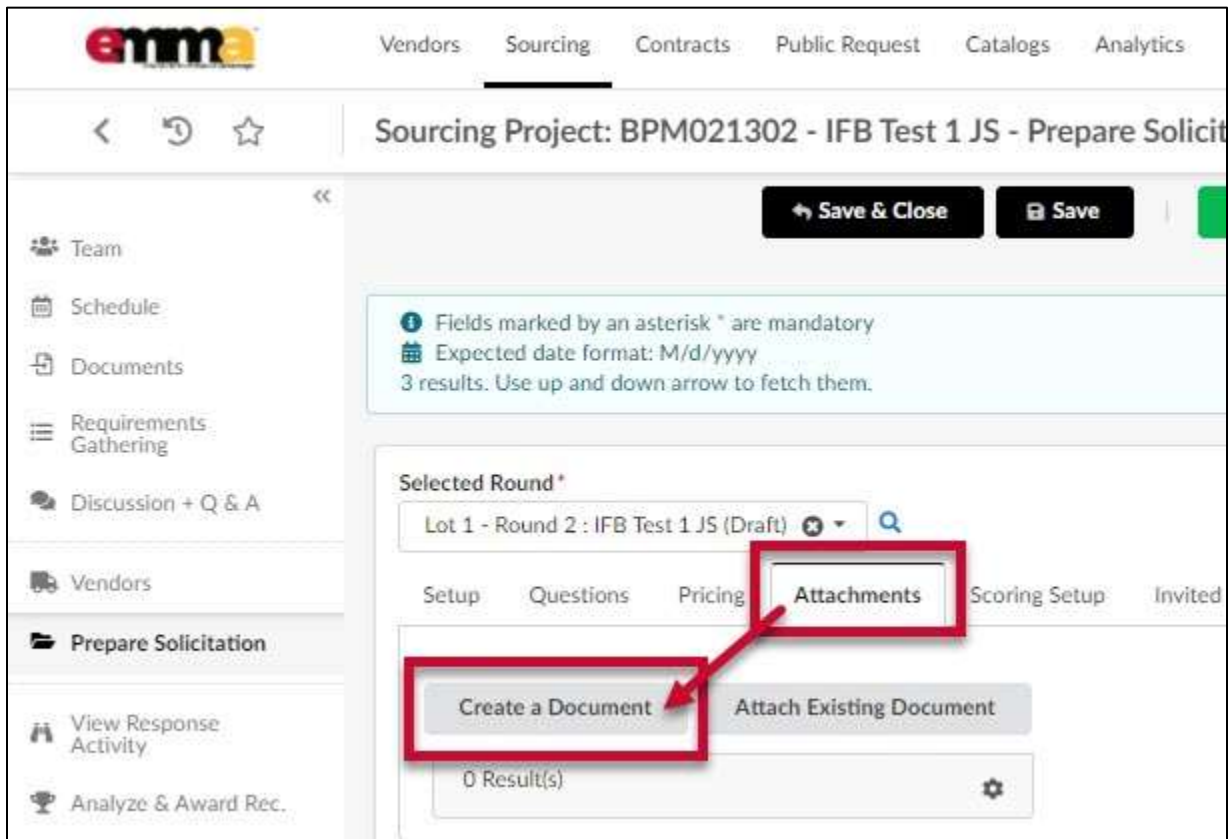 emma
Vendors Sourcing Contracts Public Request Catalogs Analytics
Sourcing Project: BPM021302 - IFB Test 1 JS - Prepare Solicit
Save & Close Save
Team
Schedule
Documents
Requirements
Gathering
Discussion + Q & A
Vendors
Prepare Solicitation
View Response
Activity
Analyze & Award Rec.
Fields marked by an asterisk * are mandatory
Expected date format: M/d/yyyy
3 results. Use up and down arrow to fetch them.
Selected Round *
Lot 1 - Round 2 : IFB Test 1 JS (Draft)
Setup Questions Pricing Attachments Scoring Setup Invited
Create a Document Attach Existing Document
0 Result(s)